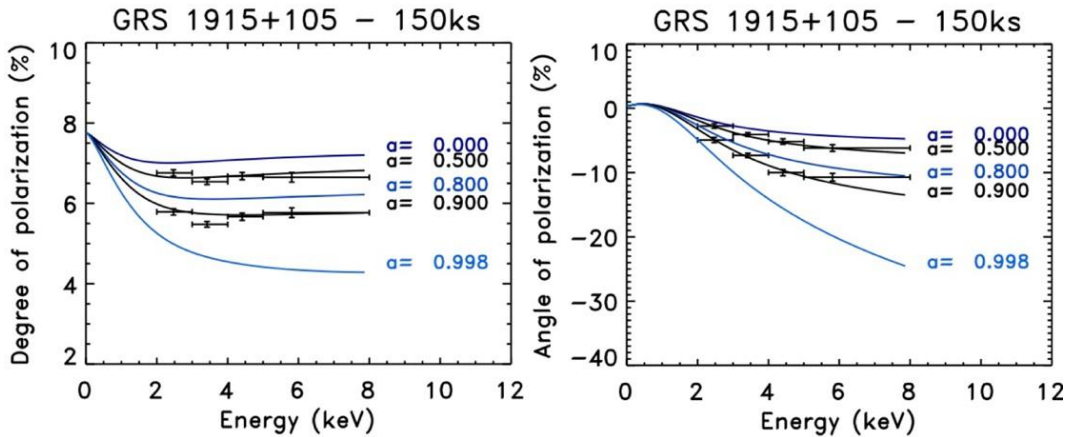 GRS 1915+105 – 150ks
Degree of polarization (%)
10
8
6
4
2
0 2 4 6 8 10 12
Energy (keV)
a= 0.000
a= 0.500
a= 0.800
a= 0.900
a= 0.998
GRS 1915+105 – 150ks
Angle of polarization (%)
10
0
−10
−20
−30
−40
0 2 4 6 8 10 12
Energy (keV)
a= 0.000
a= 0.500
a= 0.800
a= 0.900
a= 0.998